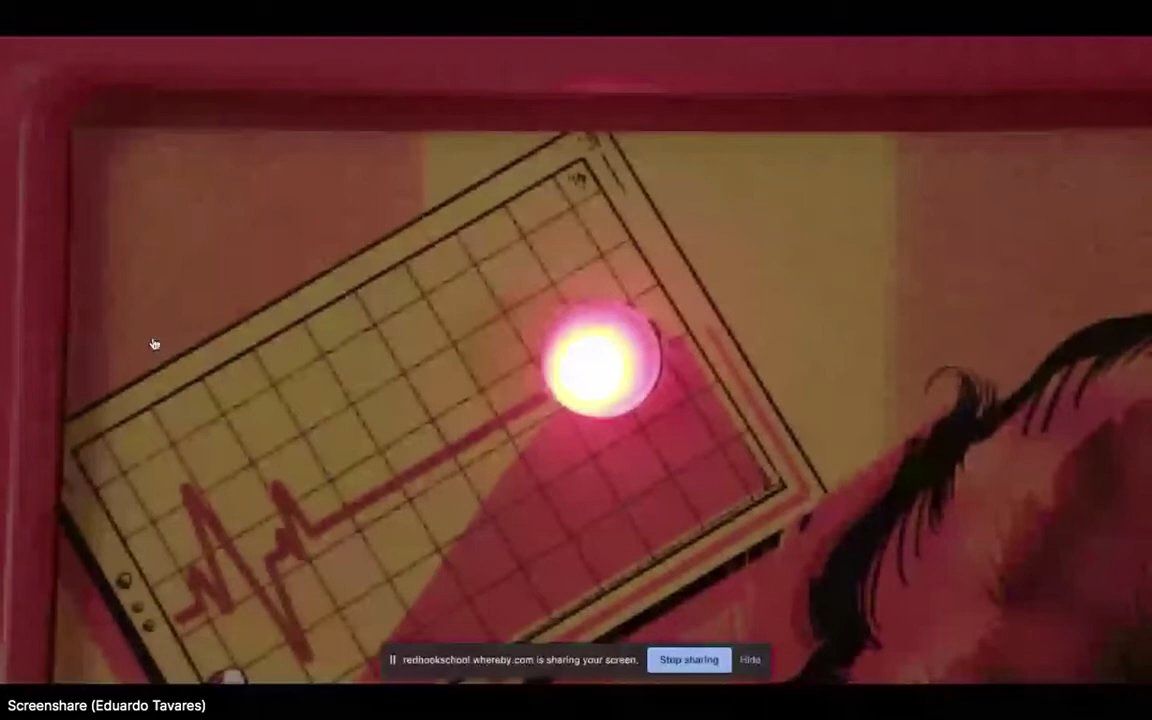 redhookschool.whereby.com is sharing your screen.
Stop sharing
Hide
Screenshare (Eduardo Tavares)